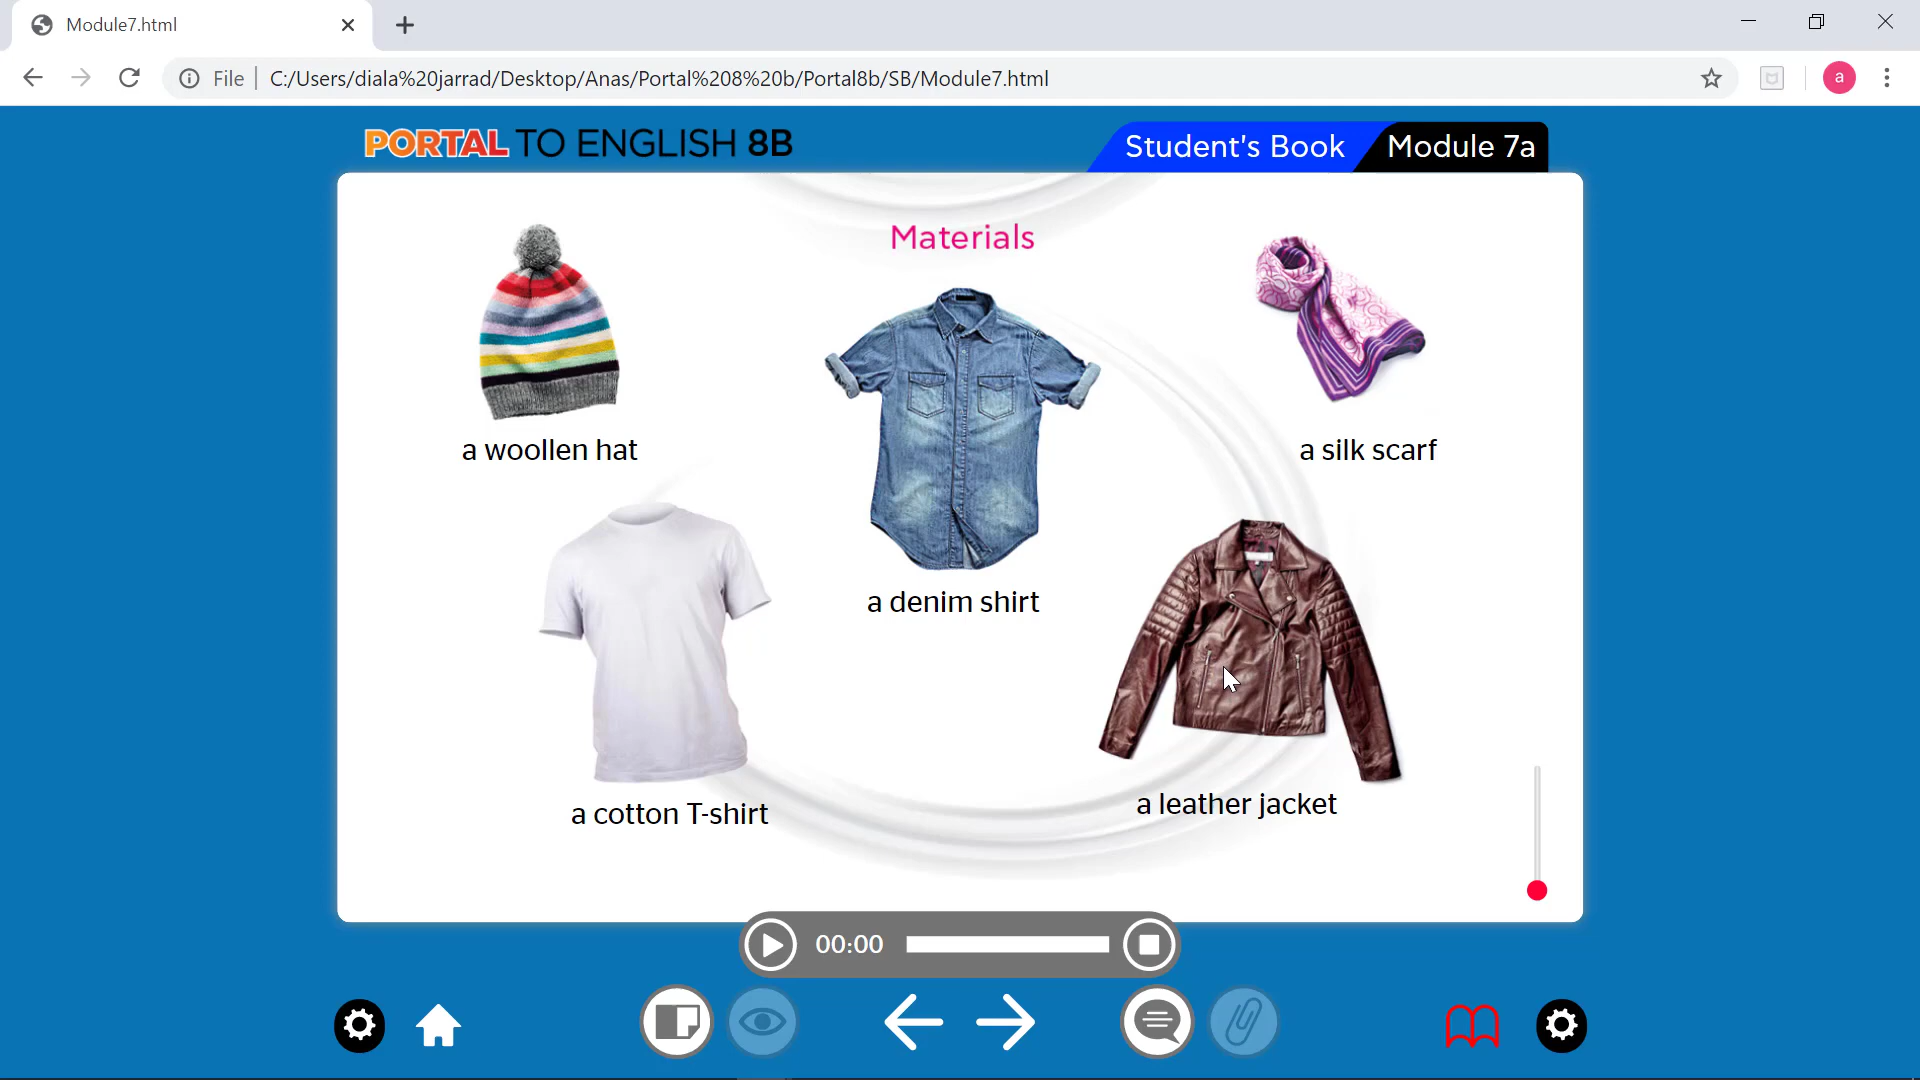 Module7.html
File
C:/Users/diala%20jarrad/Desktop/Anas/Portal%208%20b/Portal8b/SB/Module7.html
a
PORTAL TO ENGLISH 8B
Student's Book
Module 7a
Materials
a woollen hat
a silk scarf
a denim shirt
a cotton T-shirt
a leather jacket
00:00